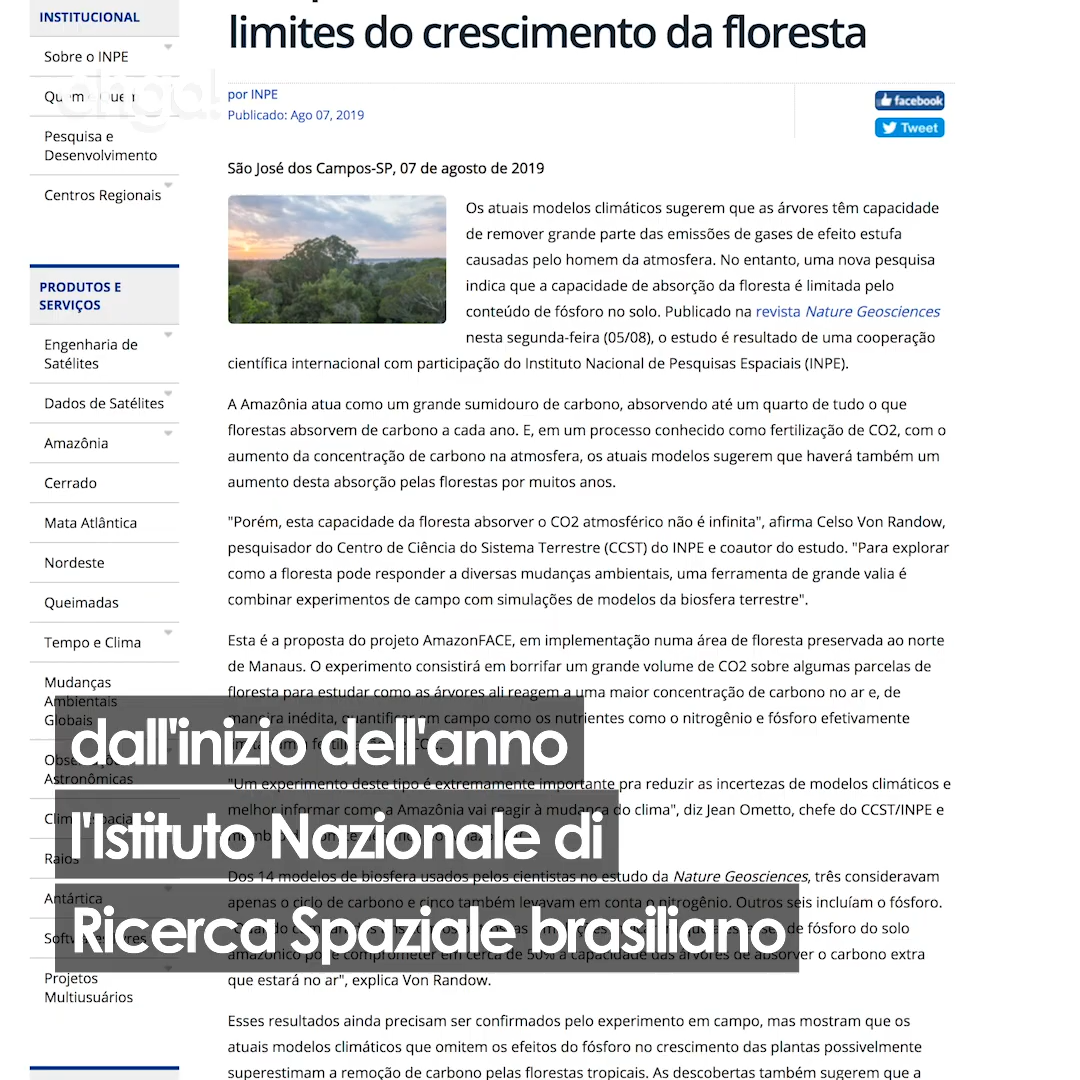 INSTITUCIONAL
Sobre o INPE
Quem é Quem
Pesquisa e
Desenvolvimento
Centros Regionais
PRODUTOS E
SERVIÇOS
Engenharia de
Satélites
Dados de Satélites
Amazônia
Cerrado
Mata Atlântica
Nordeste
Queimadas
Tempo e Clima
Mudanças
Ambientais
Globais
Astronômicas
Raios
Antártica
Projetos
Multiusuários
limites do crescimento da floresta
por INPE
Publicado: Ago 07, 2019
facebook
Tweet
São José dos Campos-SP, 07 de agosto de 2019
Os atuais modelos climáticos sugerem que as árvores têm capacidade
de remover grande parte das emissões de gases de efeito estufa
causadas pelo homem da atmosfera. No entanto, uma nova pesquisa
indica que a capacidade de absorção da floresta é limitada pelo
conteúdo de fósforo no solo. Publicado na revista Nature Geosciences
nesta segunda-feira (05/08), o estudo é resultado de uma cooperação
científica internacional com participação do Instituto Nacional de Pesquisas Espaciais (INPE).
A Amazônia atua como um grande sumidouro de carbono, absorvendo até um quarto de tudo o que
florestas absorvem de carbono a cada ano. E, em um processo conhecido como fertilização de CO2, com o
aumento da concentração de carbono na atmosfera, os atuais modelos sugerem que haverá também um
aumento desta absorção pelas florestas por muitos anos.
"Porém, esta capacidade da floresta absorver o CO2 atmosférico não é infinita", afirma Celso Von Randow,
pesquisador do Centro de Ciência do Sistema Terrestre (CCST) do INPE e coautor do estudo. "Para explorar
como a floresta pode responder a diversas mudanças ambientais, uma ferramenta de grande valia é
combinar experimentos de campo com simulações de modelos da biosfera terrestre".
Esta é a proposta do projeto AmazonFACE, em implementação numa área de floresta preservada ao norte
de Manaus. O experimento consistirá em borrifar um grande volume de CO2 sobre algumas parcelas de
floresta para estudar como as árvores ali reagem a uma maior concentração de carbono no ar e, de
maneira inédita, quantificar em campo como os nutrientes como o nitrogênio e fósforo efetivamente
"Um experimento deste tipo é extremamente importante pra reduzir as incertezas de modelos climáticos e
melhor informar como a Amazônia vai reagir à mudança do clima", diz Jean Ometto, chefe do CCST/INPE e
Dos 14 modelos de biosfera usados pelos cientistas no estudo da Nature Geosciences, três consideravam
apenas o ciclo de carbono e cinco também levavam em conta o nitrogênio. Outros seis incluíam o fósforo.
de fósforo do solo
amazônico pode comprometer em cerca de 50% a capacidade das árvores de absorver o carbono extra
que estará no ar", explica Von Randow.
Esses resultados ainda precisam ser confirmados pelo experimento em campo, mas mostram que os
atuais modelos climáticos que omitem os efeitos do fósforo no crescimento das plantas possivelmente
superestimam a remoção de carbono pelas florestas tropicais. As descobertas também sugerem que a
dall'inizio dell'anno
l'Istituto Nazionale di
Ricerca Spaziale brasiliano